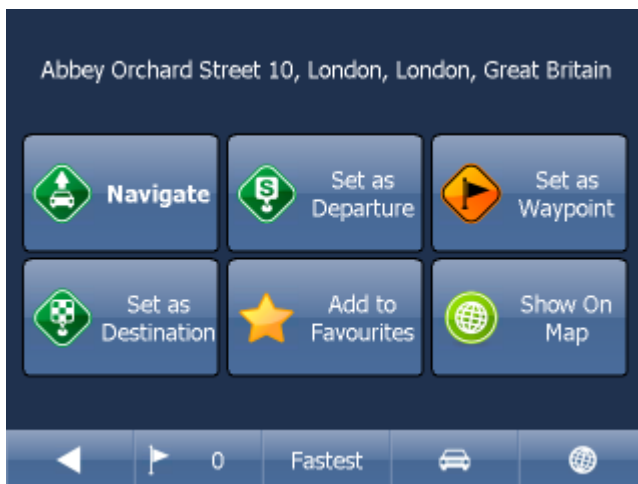 Abbey Orchard Street 10, London, London, Great Britain
Navigate
S
Set as
Departure
Set as
Waypoint
Set as
Destination
Add to
Favourites
Show On
Map
0
Fastest